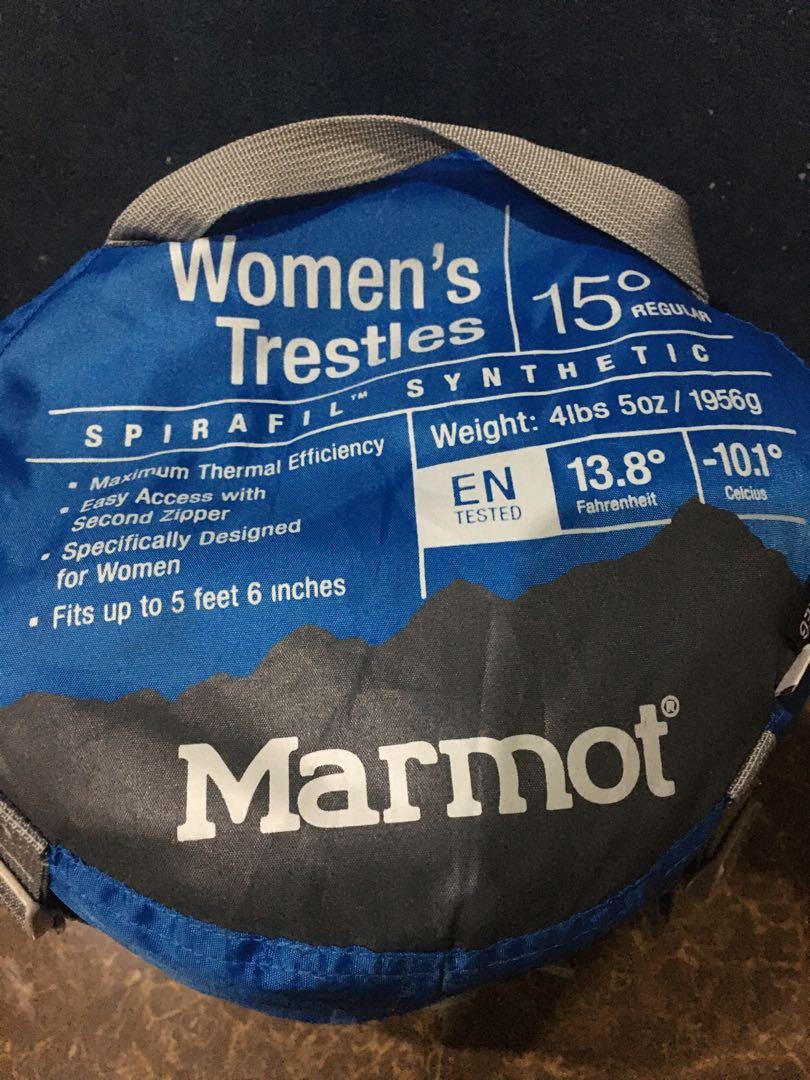 Women's
Trestles
15° REGULAR
SPIRAFIL™ SYNTHETIC
• Maximum Thermal Efficiency
• Easy Access with
Second Zipper
• Specifically Designed
for Women
• Fits up to 5 feet 6 inches
Weight: 4lbs 5oz / 1956g
EN
TESTED
13.8°
Fahrenheit
-10.1°
Celcius
Marmot®